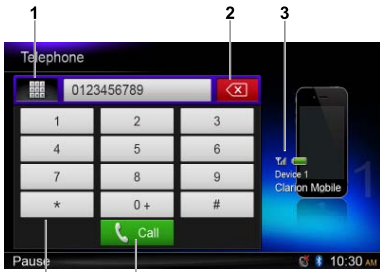 1 2 3
Telephone
0123456789
1 2 3
4 5 6
7 8 9
* 0 + #
Call
Device 1
Clarion Mobile
1
Pause 10:30 AM